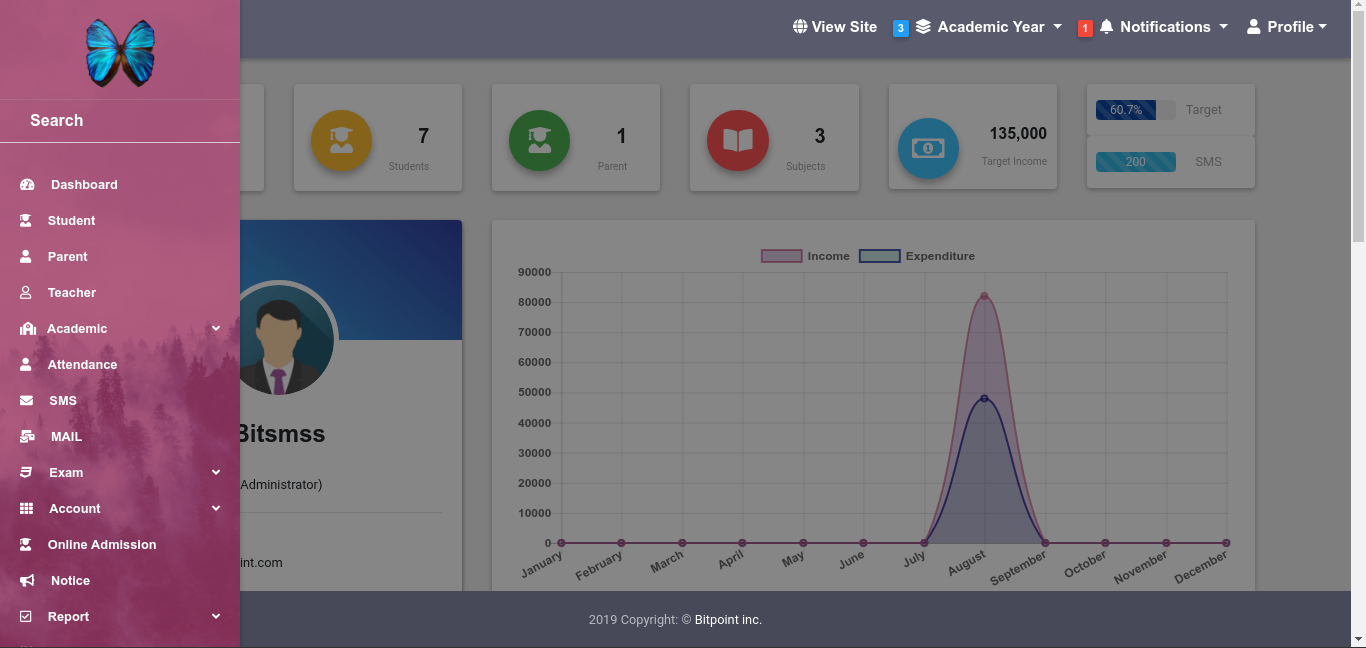 View Site
3 Academic Year
1 Notifications
Profile
Search
Dashboard
Student
Parent
Teacher
Academic
Attendance
SMS
MAIL
Exam
Account
Online Admission
Notice
Report
7
Students
1
Parent
3
Subjects
135,000
Target Income
60.7% Target
200 SMS
Bitsmss
Administrator)
int.com
Income Expenditure
90000
80000
70000
60000
50000
40000
30000
20000
10000
0
January February March April May June July August September October November December
2019 Copyright: © Bitpoint inc.